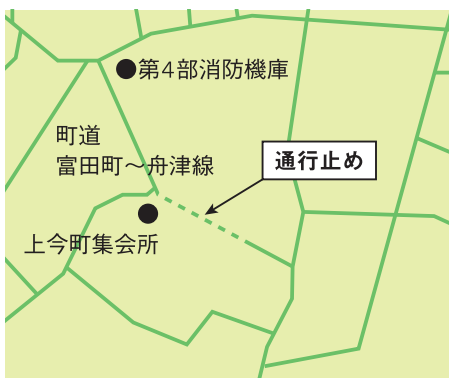 第4部消防機庫
町道
富田町～舟津線
通行止め
上今町集会所